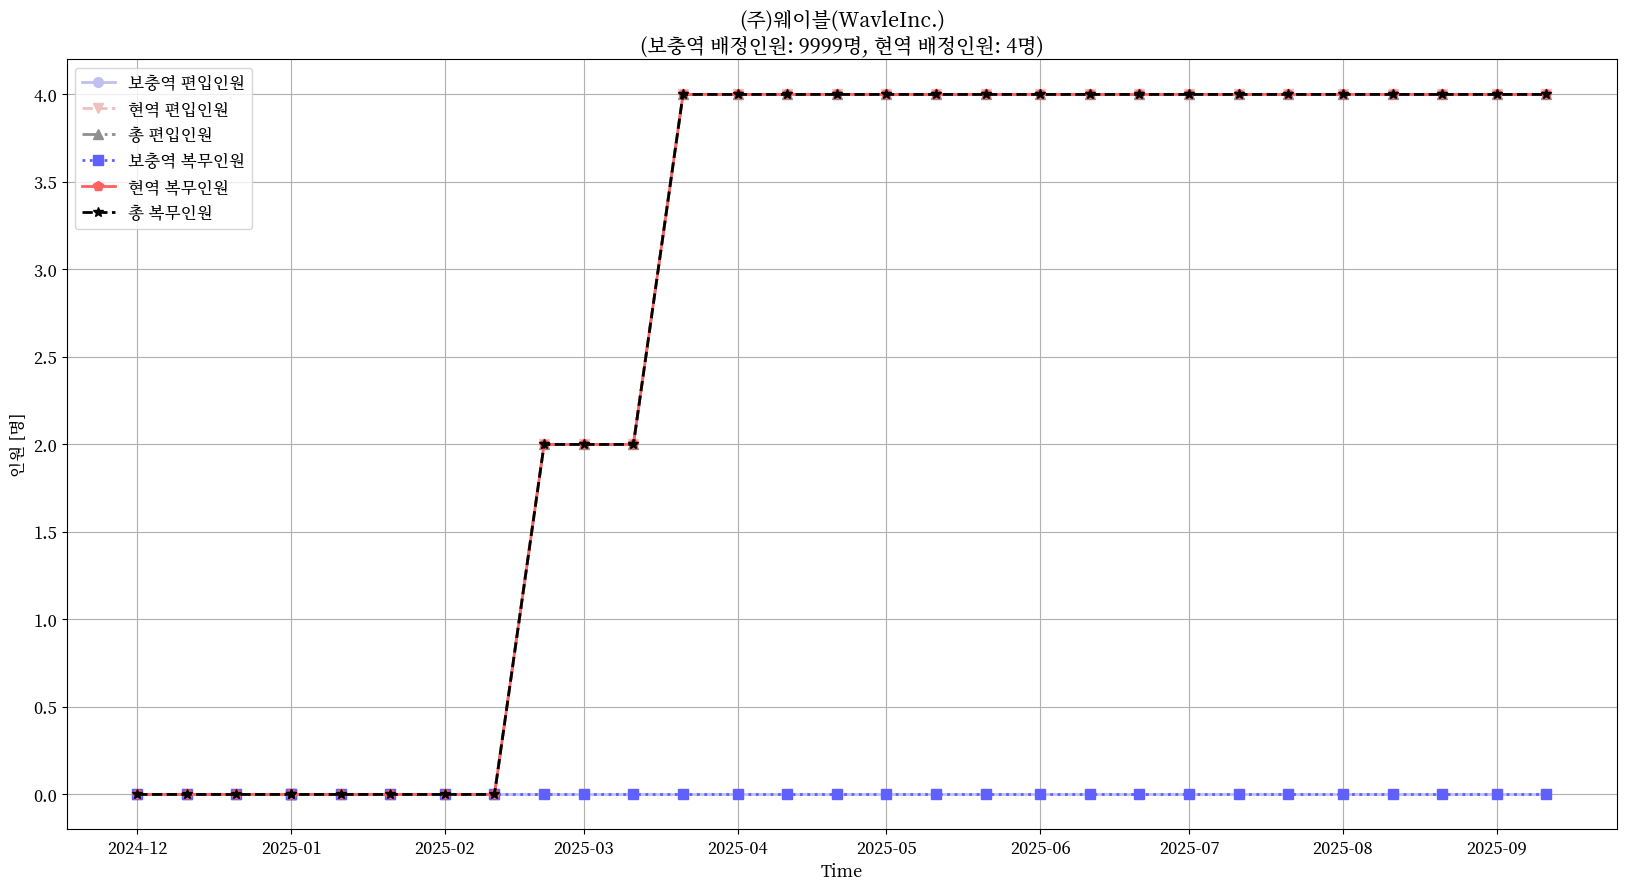 (주)웨이블(WavleInc.)
(보충역 배정인원: 9999명, 현역 배정인원: 4명)
보충역 편입인원
현역 편입인원
총 편입인원
보충역 복무인원
현역 복무인원
총 복무인원
인원 [명]
4.0
3.5
3.0
2.5
2.0
1.5
1.0
0.5
0.0
2024-12 2025-01 2025-02 2025-03 2025-04 2025-05 2025-06 2025-07 2025-08 2025-09
Time